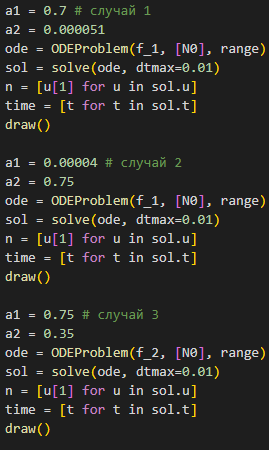 a1 = 0.7 # случай 1
a2 = 0.000051
ode = ODEProblem(f_1, [N0], range)
sol = solve(ode, dtmax=0.01)
n = [u[1] for u in sol.u]
time = [t for t in sol.t]
draw()

a1 = 0.00004 # случай 2
a2 = 0.75
ode = ODEProblem(f_1, [N0], range)
sol = solve(ode, dtmax=0.01)
n = [u[1] for u in sol.u]
time = [t for t in sol.t]
draw()

a1 = 0.75 # случай 3
a2 = 0.35
ode = ODEProblem(f_2, [N0], range)
sol = solve(ode, dtmax=0.01)
n = [u[1] for u in sol.u]
time = [t for t in sol.t]
draw()